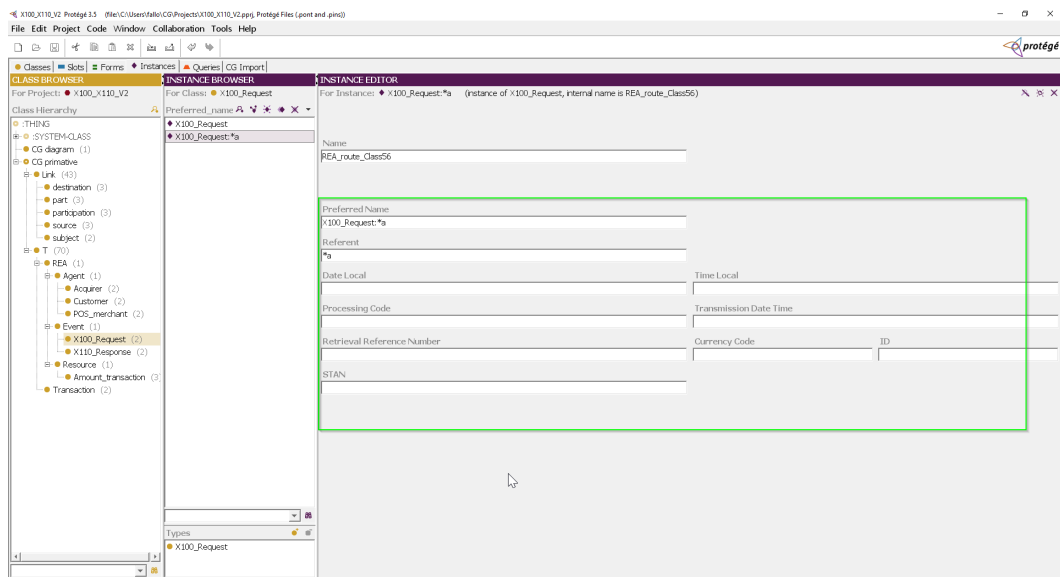 X100_X110_V2 Protégé 3.5 (file:\C:\Users\fallo\CG\Projects\X100_X110_V2.pprj, Protégé Files (.pont and .pins))
File Edit Project Code Window Collaboration Tools Help
protégé
Classes Slots Forms Instances Queries CG Import
CLASS BROWSER
For Project: X100_X110_V2
Class Hierarchy
:THING
:SYSTEM-CLASS
CG diagram (1)
CG primative
Link (43)
destination (3)
part (3)
participation (3)
source (3)
subject (2)
T (70)
REA (1)
Agent (1)
Acquirer (2)
Customer (2)
POS_merchant (2)
Event (1)
X100_Request (2)
X110_Response (2)
Resource (1)
Amount_transaction (3
Transaction (2)
INSTANCE BROWSER
For Class: X100_Request
Preferred_name
X100_Request
X100_Request:*a
Types
X100_Request
INSTANCE EDITOR
For Instance: X100_Request:*a (instance of X100_Request, internal name is REA_route_Class56)
Name
REA_route_Class56
Preferred Name
X100_Request:*a
Referent
*a
Date Local Time Local
Processing Code Transmission Date Time
Retrieval Reference Number Currency Code ID
STAN